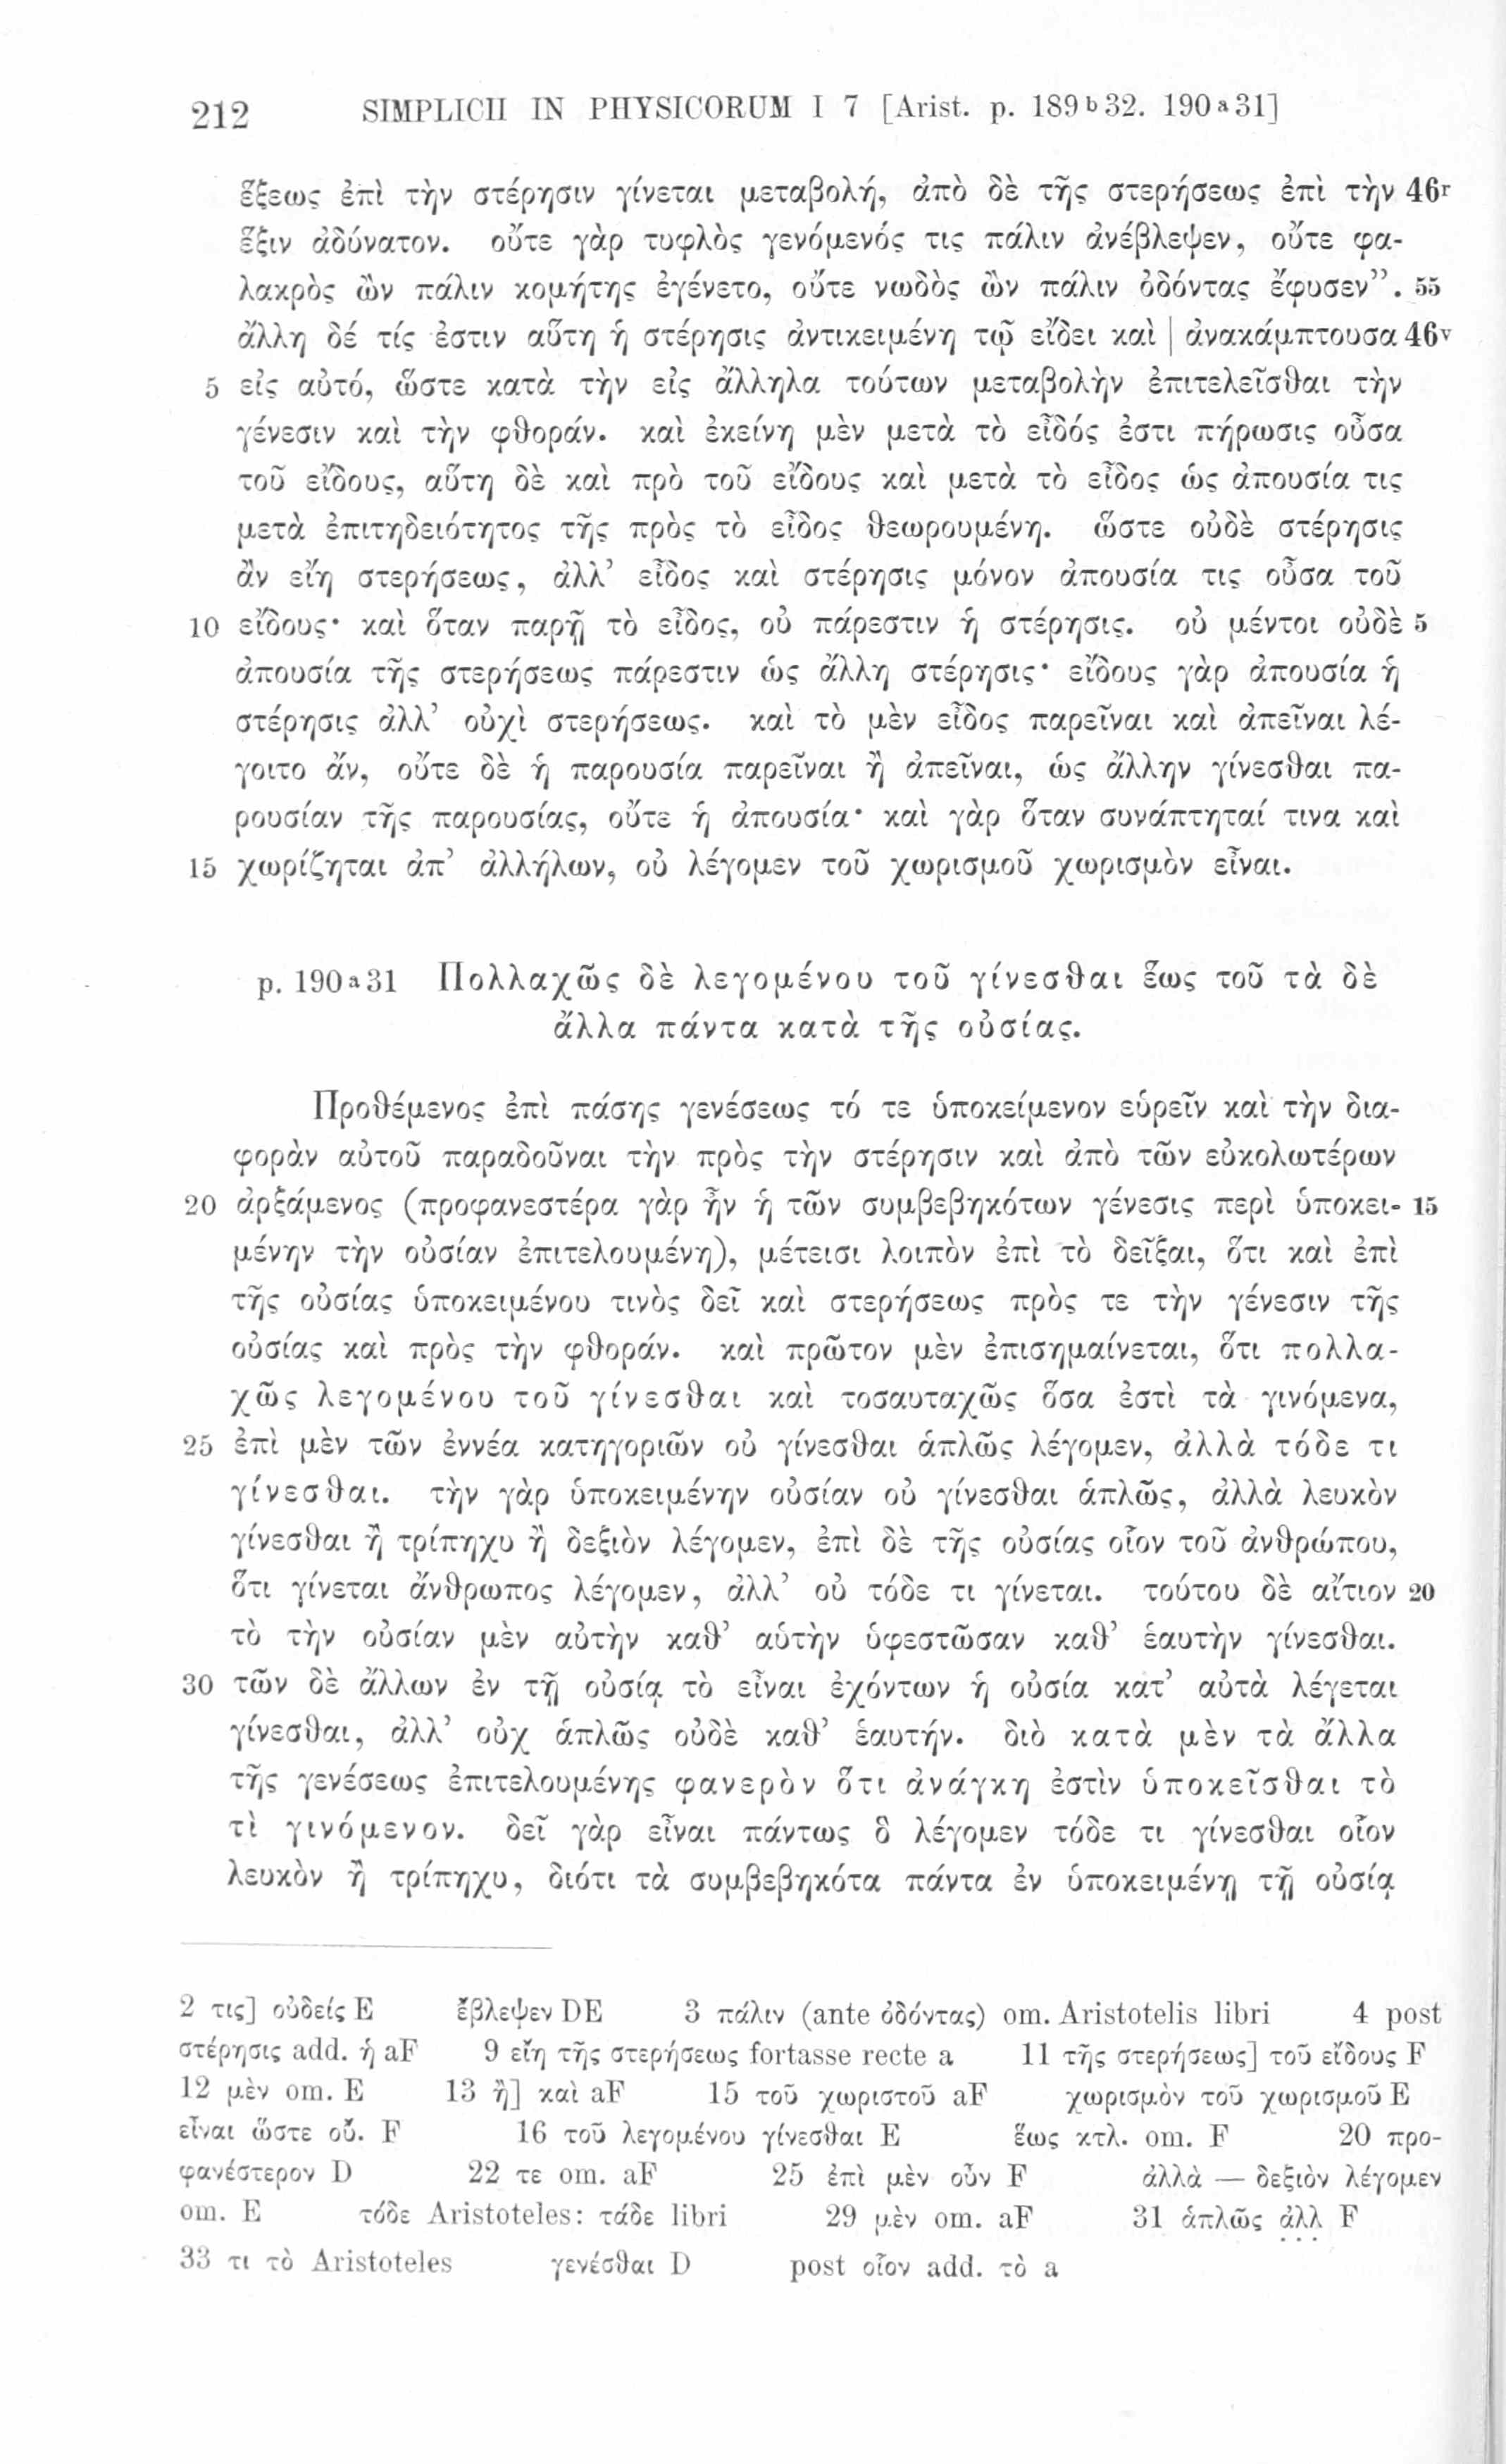 212 SIMPLICII IN PHYSICORUM I 7 [Arist. p. 189b32. 190a31]
ἕξεως ἐπὶ τὴν στέρησιν γίνεται μεταβολή, ἀπὸ δὲ τῆς στερήσεως ἐπὶ τὴν 46r
ἕξιν ἀδύνατον. οὔτε γὰρ τυφλὸς γενόμενός τις πάλιν ἀνέβλεψεν, οὔτε φα-
λακρὸς ὢν πάλιν κομήτης ἐγένετο, οὔτε νωδὸς ὢν πάλιν ὀδόντας ἔφυσεν”. 55
ἄλλη δέ τίς ἐστιν αὕτη ἡ στέρησις ἀντικειμένη τῷ εἴδει καὶ | ἀνακάμπτουσα 46v
5 εἰς αὐτό, ὥστε κατὰ τὴν εἰς ἄλληλα τούτων μεταβολὴν ἐπιτελεῖσθαι τὴν
γένεσιν καὶ τὴν φθοράν. καὶ ἐκείνη μὲν μετὰ τὸ εἶδός ἐστι πήρωσις οὖσα
τοῦ εἴδους, αὕτη δὲ καὶ πρὸ τοῦ εἴδους καὶ μετὰ τὸ εἶδος ὡς ἀπουσία τις
μετὰ ἐπιτηδειότητος τῆς πρὸς τὸ εἶδος θεωρουμένη. ὥστε οὐδὲ στέρησις
ἂν εἴη στερήσεως, ἀλλ’ εἶδος καὶ στέρησις μόνον ἀπουσία τις οὖσα τοῦ
10 εἴδους· καὶ ὅταν παρῇ τὸ εἶδος, οὐ πάρεστιν ἡ στέρησις. οὐ μέντοι οὐδὲ 5
ἀπουσία τῆς στερήσεως πάρεστιν ὡς ἄλλη στέρησις· εἴδους γὰρ ἀπουσία ἡ
στέρησις ἀλλ’ οὐχὶ στερήσεως. καὶ τὸ μὲν εἶδος παρεῖναι καὶ ἀπεῖναι λέ-
γοιτο ἄν, οὔτε δὲ ἡ παρουσία παρεῖναι ἢ ἀπεῖναι, ὡς ἄλλην γίνεσθαι πα-
ρουσίαν τῆς παρουσίας, οὔτε ἡ ἀπουσία· καὶ γὰρ ὅταν συνάπτηταί τινα καὶ
15 χωρίζηται ἀπ’ ἀλλήλων, οὐ λέγομεν τοῦ χωρισμοῦ χωρισμὸν εἶναι.
p. 190a31 Πολλαχῶς δὲ λεγομένου τοῦ γίνεσθαι ἕως τοῦ τὰ δὲ
ἄλλα πάντα κατὰ τῆς οὐσίας.
Προθέμενος ἐπὶ πάσης γενέσεως τό τε ὑποκείμενον εὑρεῖν καὶ τὴν δια-
φορὰν αὐτοῦ παραδοῦναι τὴν πρὸς τὴν στέρησιν καὶ ἀπὸ τῶν εὐκολωτέρων
20 ἀρξάμενος (προφανεστέρα γὰρ ἦν ἡ τῶν συμβεβηκότων γένεσις περὶ ὑποκει- 15
μένην τὴν οὐσίαν ἐπιτελουμένη), μέτεισι λοιπὸν ἐπὶ τὸ δεῖξαι, ὅτι καὶ ἐπὶ
τῆς οὐσίας ὑποκειμένου τινὸς δεῖ καὶ στερήσεως πρὸς τε τὴν γένεσιν τῆς
οὐσίας καὶ πρὸς τὴν φθοράν. καὶ πρῶτον μὲν ἐπισημαίνεται, ὅτι πολλα-
χῶς λεγομένου τοῦ γίνεσθαι καὶ τοσαυταχῶς ὅσα ἐστὶ τὰ γινόμενα,
25 ἐπὶ μὲν τῶν ἐννέα κατηγοριῶν οὐ γίνεσθαι ἁπλῶς λέγομεν, ἀλλὰ τόδε τι
γίνεσθαι. τὴν γὰρ ὑποκειμένην οὐσίαν οὐ γίνεσθαι ἁπλῶς, ἀλλὰ λευκὸν
γίνεσθαι ἢ τρίπηχυ ἢ δεξιὸν λέγομεν, ἐπὶ δὲ τῆς οὐσίας οἷον τοῦ ἀνθρώπου,
ὅτι γίνεται ἄνθρωπος λέγομεν, ἀλλ’ οὐ τόδε τι γίνεται. τούτου δὲ αἴτιον 20
τὸ τὴν οὐσίαν μὲν αὐτὴν καθ’ αὑτὴν ὑφεστῶσαν καθ’ ἑαυτὴν γίνεσθαι.
30 τῶν δὲ ἄλλων ἐν τῇ οὐσίᾳ τὸ εἶναι ἐχόντων ἡ οὐσία κατ’ αὐτὰ λέγεται
γίνεσθαι, ἀλλ’ οὐχ ἁπλῶς οὐδὲ καθ’ ἑαυτήν. διὸ κατὰ μὲν τὰ ἄλλα
τῆς γενέσεως ἐπιτελουμένης φανερὸν ὅτι ἀνάγκη ἐστὶν ὑποκεῖσθαι τὸ
τὶ γινόμενον. δεῖ γὰρ εἶναι πάντως ὃ λέγομεν τόδε τι γίνεσθαι οἷον
λευκὸν ἢ τρίπηχυ, διότι τὰ συμβεβηκότα πάντα ἐν ὑποκειμένῃ τῇ οὐσίᾳ
2 τις] οὐδείς E ἔβλεψεν DE 3 πάλιν (ante ὀδόντας) om. Aristotelis libri 4 post
στέρησις add. ἡ aF 9 εἴη τῆς στερήσεως fortasse recte a 11 τῆς στερήσεως] τοῦ εἴδους F
12 μὲν om. E 13 ἢ] καὶ aF 15 τοῦ χωριστοῦ aF χωρισμὸν τοῦ χωρισμοῦ E
εἶναι ὥστε οὔ. F 16 τοῦ λεγομένου γίνεσθαι E ἕως κτλ. om. F 20 προ-
φανέστερον D 22 τε om. aF 25 ἐπὶ μὲν οὖν F ἀλλὰ — δεξιὸν λέγομεν
om. E τόδε Aristoteles: τάδε libri 29 μὲν om. aF 31 ἁπλῶς ἀλλ F
33 τι τὸ Aristoteles γενέσθαι D post οἷον add. τὸ a